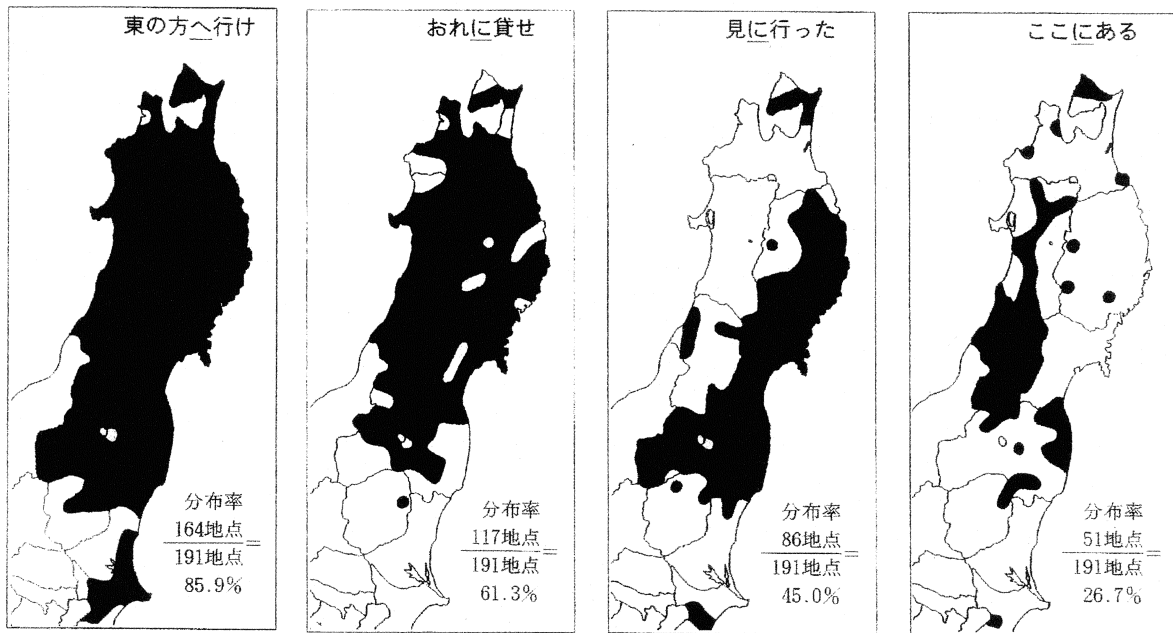 東の方へ行け
分布率
164地点
191地点
=
85.9%
おれに貸せ
分布率
117地点
191地点
=
61.3%
見に行った
分布率
86地点
191地点
=
45.0%
ここにある
分布率
51地点
191地点
=
26.7%